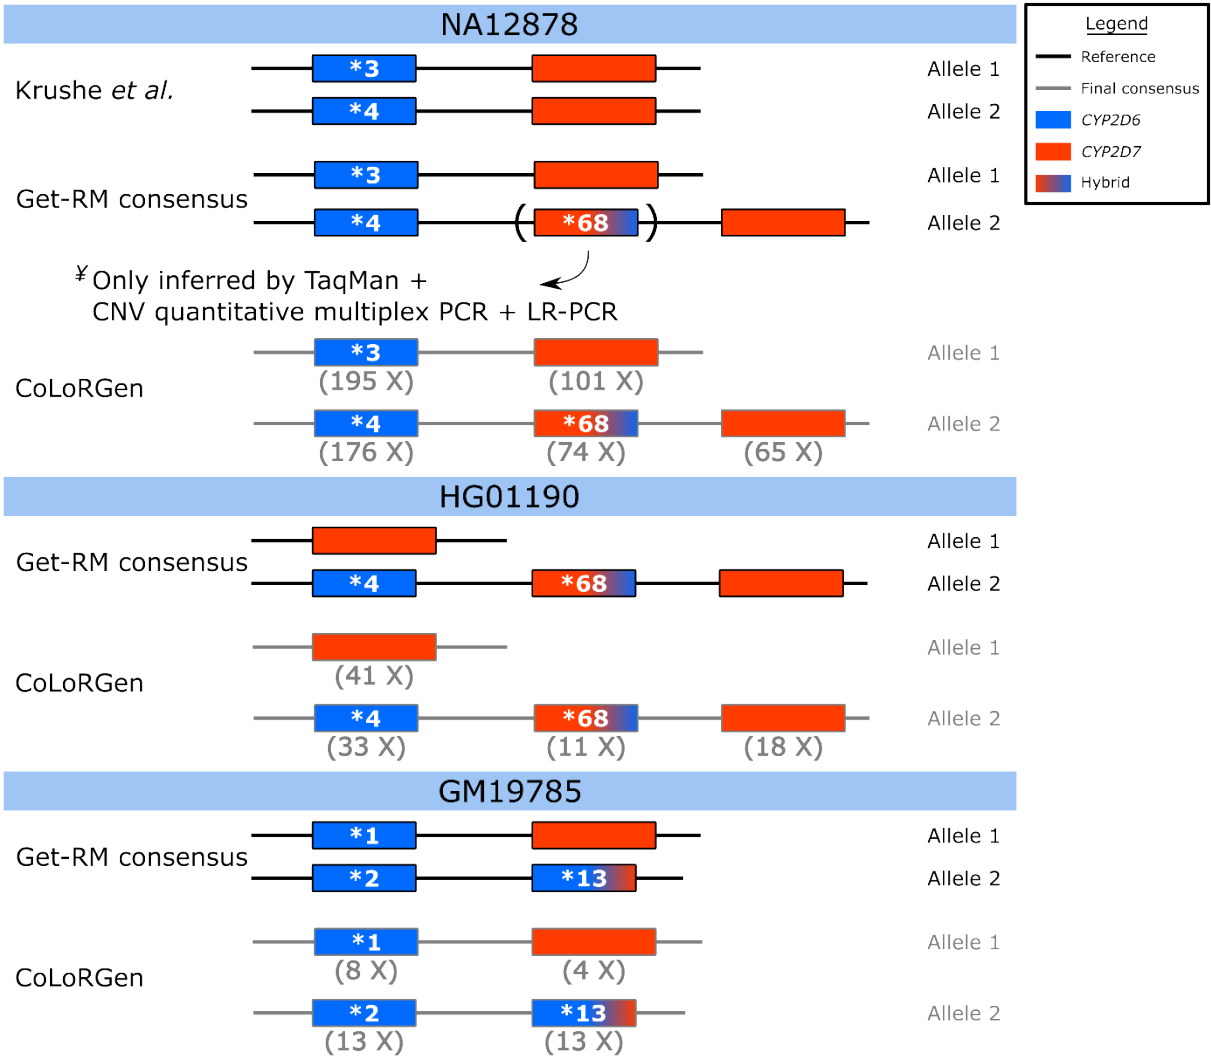 NA12878
Krushe et al.
*3
Allele 1
*4
Allele 2
Get-RM consensus
*3
Allele 1
*4
( *68 )
Allele 2
¥ Only inferred by TaqMan +
CNV quantitative multiplex PCR + LR-PCR
CoLoRGen
*3
Allele 1
(195 X)
(101 X)
*4
*68
Allele 2
(176 X)
(74 X)
(65 X)
HG01190
Get-RM consensus
Allele 1
*4
*68
Allele 2
CoLoRGen
Allele 1
(41 X)
*4
*68
Allele 2
(33 X)
(11 X)
(18 X)
GM19785
Get-RM consensus
*1
Allele 1
*2
*13
Allele 2
CoLoRGen
*1
Allele 1
(8 X)
(4 X)
*2
*13
Allele 2
(13 X)
(13 X)
Legend
Reference
Final consensus
CYP2D6
CYP2D7
Hybrid